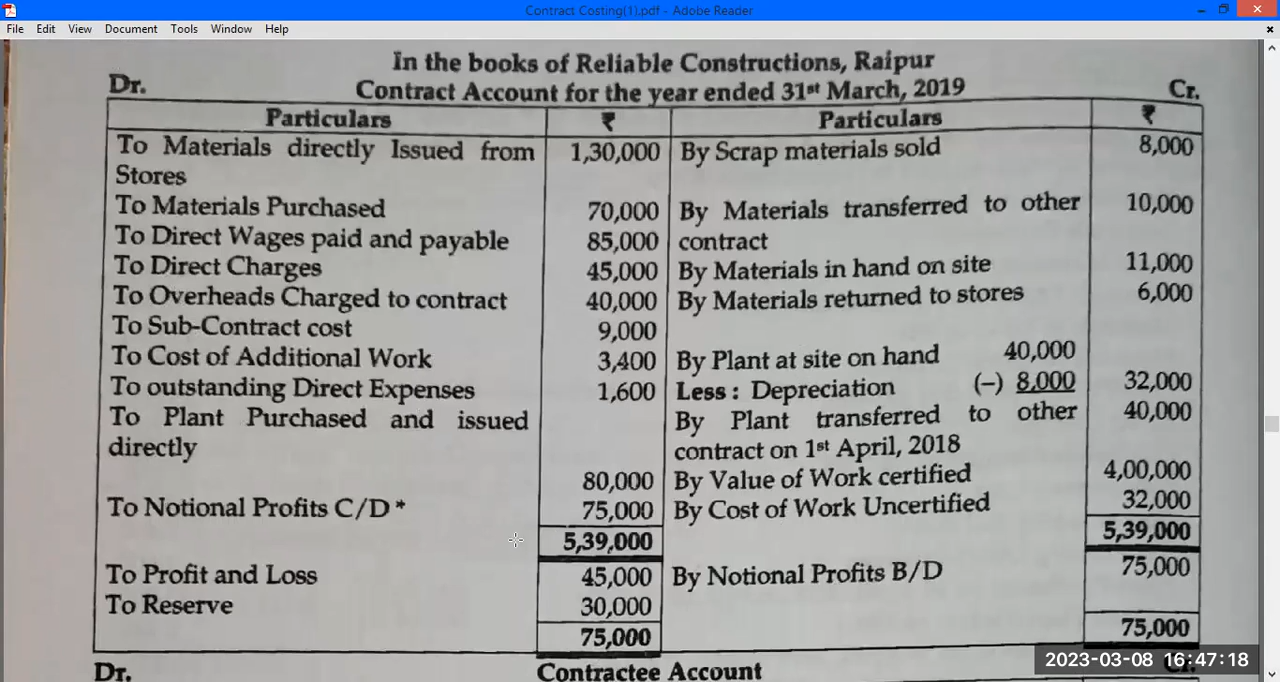 Contract Costing(1).pdf - Adobe Reader
File Edit View Document Tools Window Help
In the books of Reliable Constructions, Raipur
Dr. Contract Account for the year ended 31st March, 2019 Cr.
Particulars ₹ Particulars ₹
To Materials directly Issued from 1,30,000 By Scrap materials sold 8,000
Stores
To Materials Purchased 70,000 By Materials transferred to other 10,000
To Direct Wages paid and payable 85,000 contract
To Direct Charges 45,000 By Materials in hand on site 11,000
To Overheads Charged to contract 40,000 By Materials returned to stores 6,000
To Sub-Contract cost 9,000
To Cost of Additional Work 3,400 By Plant at site on hand 40,000
To outstanding Direct Expenses 1,600 Less : Depreciation (–) 8,000 32,000
To Plant Purchased and issued By Plant transferred to other 40,000
directly contract on 1st April, 2018
80,000 By Value of Work certified 4,00,000
To Notional Profits C/D * 75,000 By Cost of Work Uncertified 32,000
5,39,000 5,39,000
To Profit and Loss 45,000 By Notional Profits B/D 75,000
To Reserve 30,000
75,000 75,000
Dr. Contractee Account Cr.
2023-03-08 16:47:18